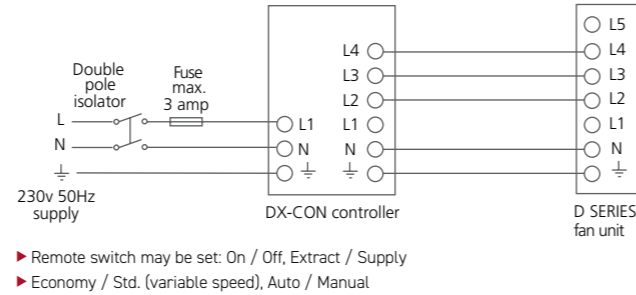 L5
L4
L4
L3
L3
L2
L2
L1
L1
L1
N
N
N
Double
pole
isolator
Fuse
max.
3 amp
L
N
230v 50Hz
supply
DX-CON controller
D SERIES
fan unit
▶ Remote switch may be set: On / Off, Extract / Supply
▶ Economy / Std. (variable speed), Auto / Manual